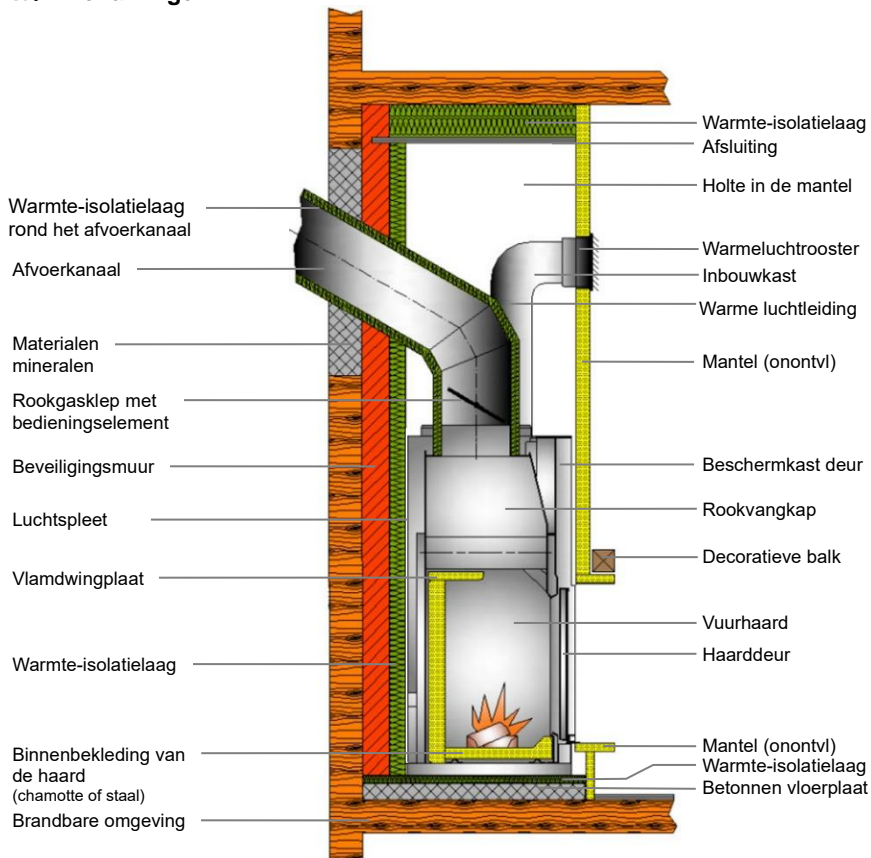 Warmte-isolatielaag
rond het afvoerkanaal
Afvoerkanaal
Materialen
mineralen
Rookgasklep met
bedieningselement
Beveiligingsmuur
Luchtspleet
Vlamdwingplaat
Warmte-isolatielaag
Binnenbekleding van
de haard
(chamotte of staal)
Brandbare omgeving
Warmte-isolatielaag
Afsluiting
Holte in de mantel
Warmeluchtrooster
Inbouwkast
Warme luchtleiding
Mantel (onontvl)
Beschermkast deur
Rookvangkap
Decoratieve balk
Vuurhaard
Haarddeur
Mantel (onontvl)
Warmte-isolatielaag
Betonnen vloerplaat